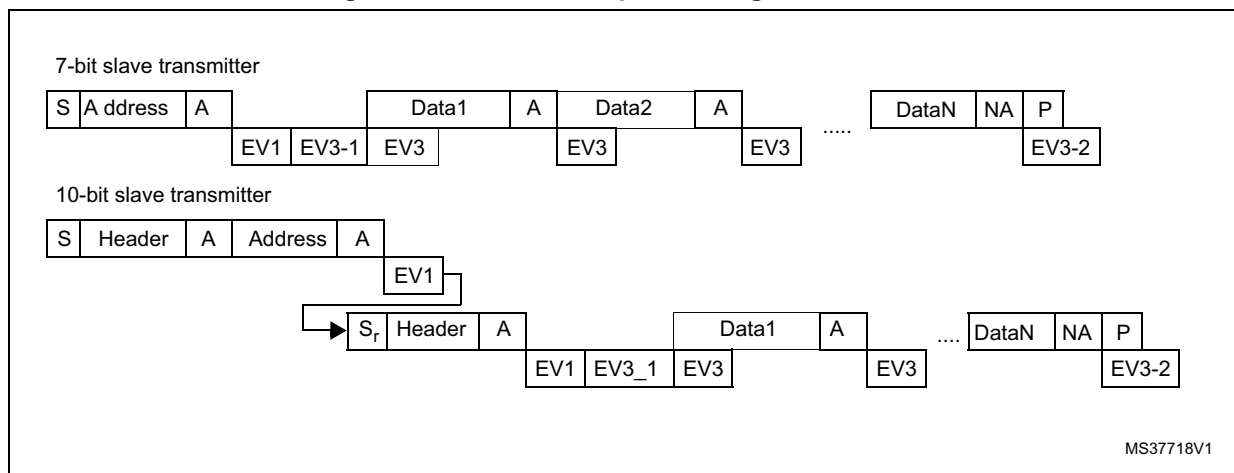 7-bit slave transmitter
S A ddress A Data1 A Data2 A ..... DataN NA P
EV1 EV3-1 EV3 EV3 EV3 EV3-2
10-bit slave transmitter
S Header A Address A
EV1
Sr Header A Data1 A .... DataN NA P
EV1 EV3_1 EV3 EV3 EV3-2
MS37718V1